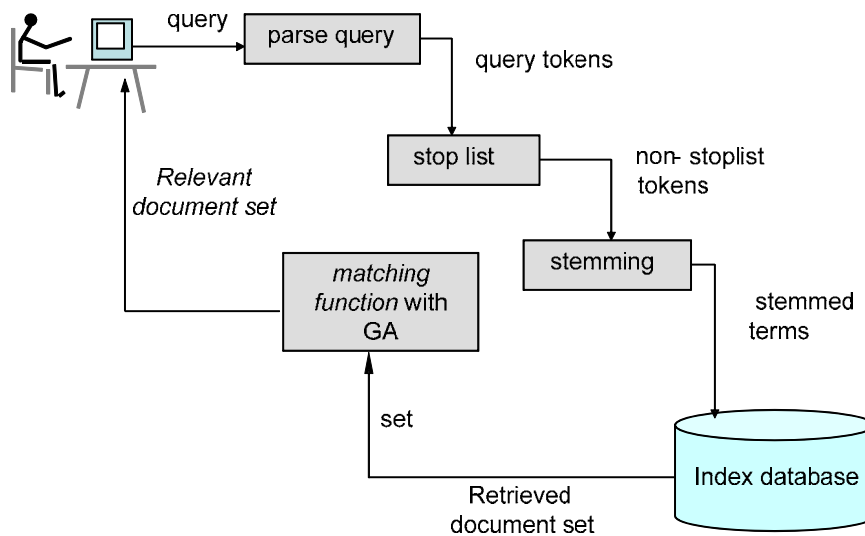 query
parse query
query tokens
stop list
non- stoplist
tokens
stemming
stemmed
terms
Index database
Retrieved
document set
set
matching
function with
GA
Relevant
document set